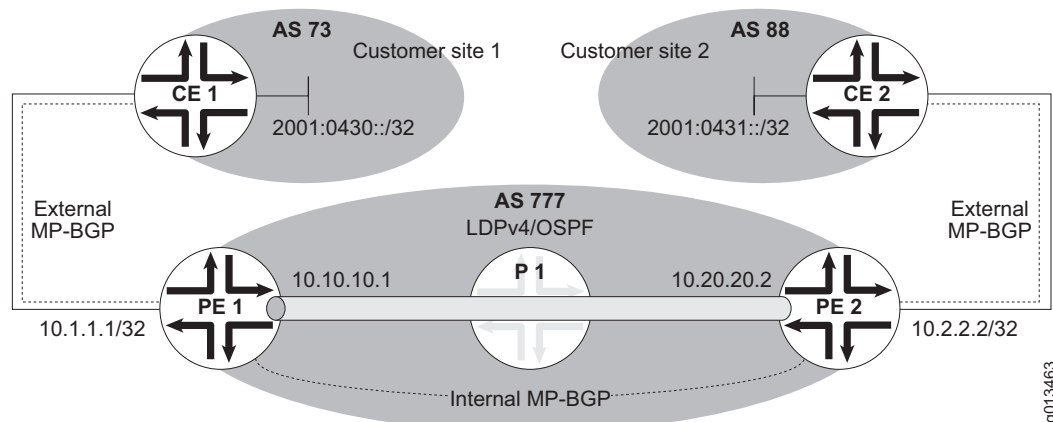 AS 73
Customer site 1
CE 1
2001:0430::/32
AS 88
Customer site 2
CE 2
2001:0431::/32
External
MP-BGP
External
MP-BGP
AS 777
LDPv4/OSPF
P 1
10.10.10.1
10.20.20.2
PE 1
PE 2
10.1.1.1/32
10.2.2.2/32
Internal MP-BGP
g013463